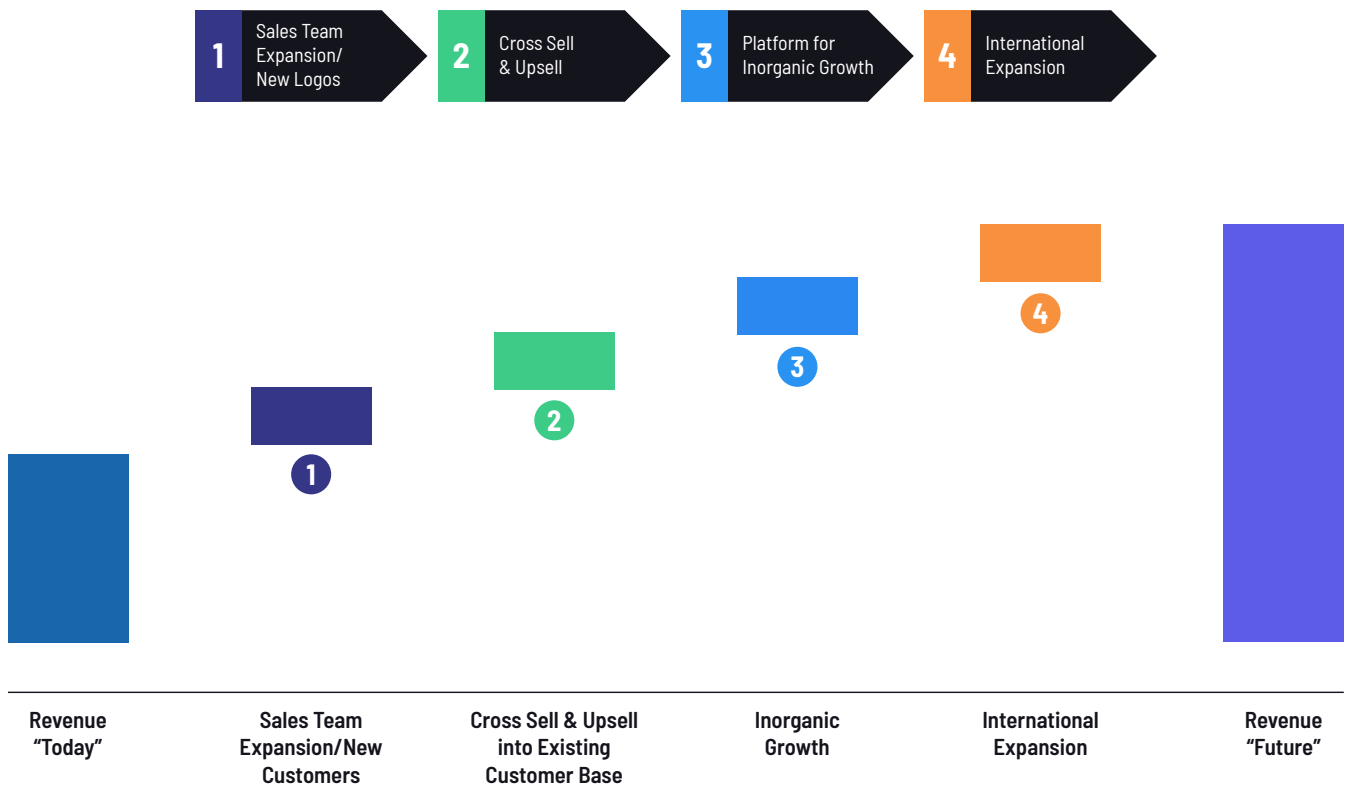 1
Sales Team
Expansion/
New Logos
2
Cross Sell
& Upsell
3
Platform for
Inorganic Growth
4
International
Expansion
4
3
2
1
Revenue
“Today”
Sales Team
Expansion/New
Customers
Cross Sell & Upsell
into Existing
Customer Base
Inorganic
Growth
International
Expansion
Revenue
“Future”